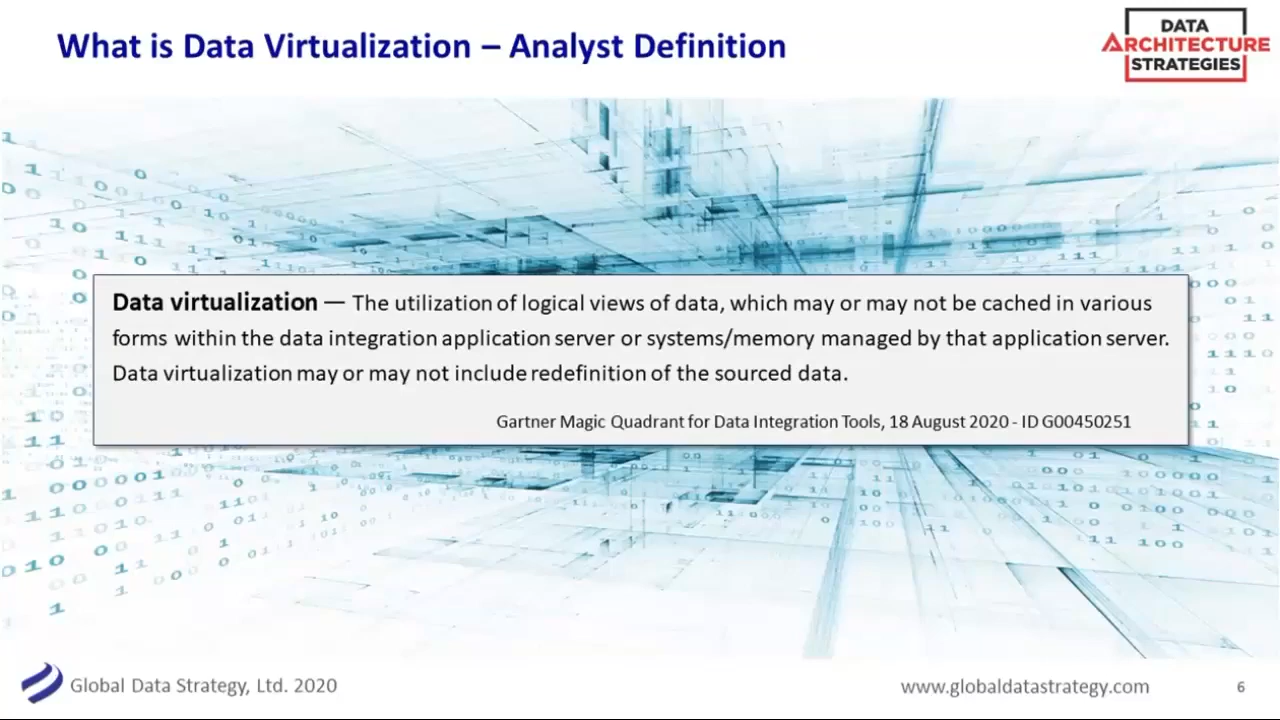 What is Data Virtualization – Analyst Definition
DATA
ARCHITECTURE
STRATEGIES
Data virtualization — The utilization of logical views of data, which may or may not be cached in various
forms within the data integration application server or systems/memory managed by that application server.
Data virtualization may or may not include redefinition of the sourced data.
Gartner Magic Quadrant for Data Integration Tools, 18 August 2020 - ID G00450251
Global Data Strategy, Ltd. 2020
www.globaldatastrategy.com
6